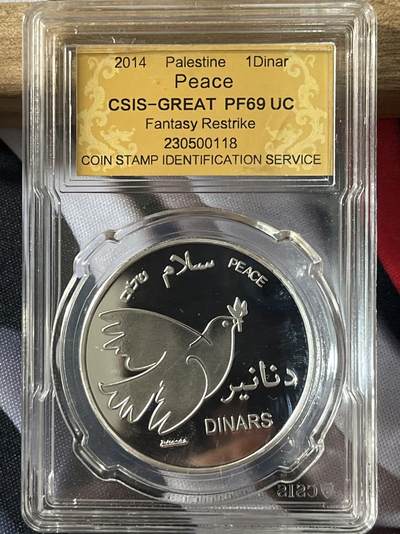 2014 Palestine 1Dinar
Peace
CSIS-GREAT PF69 UC
Fantasy Restrike
230500118
COIN STAMP IDENTIFICATION SERVICE
سلام PEACE
دنانير
DINARS
CSIS